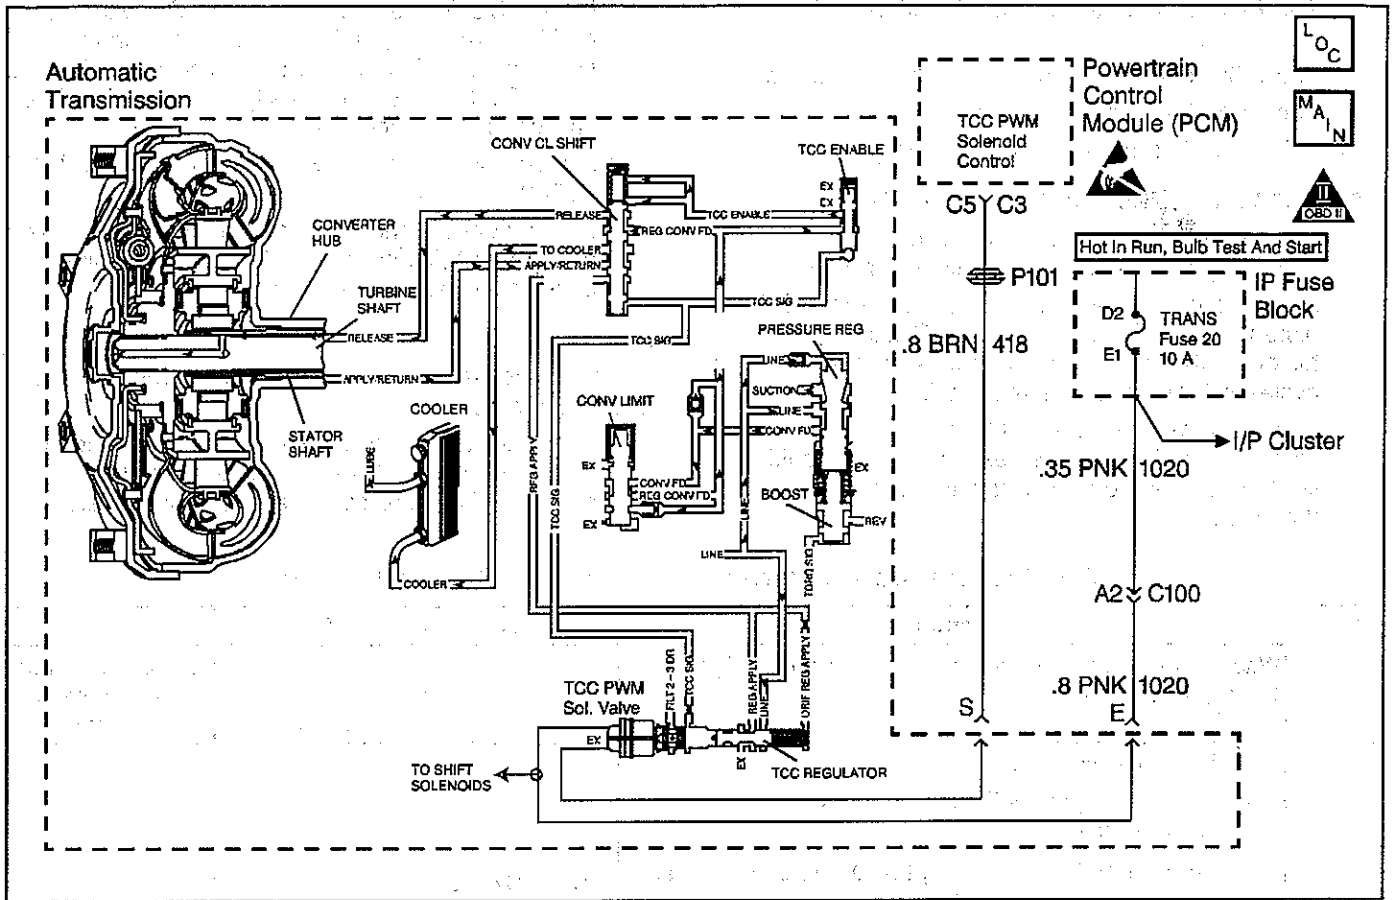 Automatic
Transmission
CONVERTER
HUB
TURBINE
SHAFT
RELEASE
APPLY/RETURN
STATOR
SHAFT
COOLER
LUBE
COOLER
CONV CL SHIFT
RELEASE
TO COOLER
APPLY/RETURN
TCC ENABLE
REG CONV FD
TCC SIG
TCC SIG
TCC ENABLE
EX
EX
PRESSURE REG
LINE
SUCTION
LINE
CONV FD
EX
BOOST
REV
TORQ SIG
CONV LIMIT
EX
CONV FD
REG CONV FD
EX
REG APPLY
TCC SIG
LINE
LINE
TCC PWM
Sol. Valve
EX
FILT 2-3 DR
TCC SIG
REG APPLY
LINE
ORIF REG APPLY
EX
TCC REGULATOR
TO SHIFT
SOLENOIDS
TCC PWM
Solenoid
Control
Powertrain
Control
Module (PCM)
C5 C3
P101
.8 BRN 418
S
Hot In Run, Bulb Test And Start
IP Fuse
Block
D2
E1
TRANS
Fuse 20
10 A
I/P Cluster
.35 PNK 1020
A2 C100
.8 PNK 1020
E
LOC
MAIN
II
OBD II